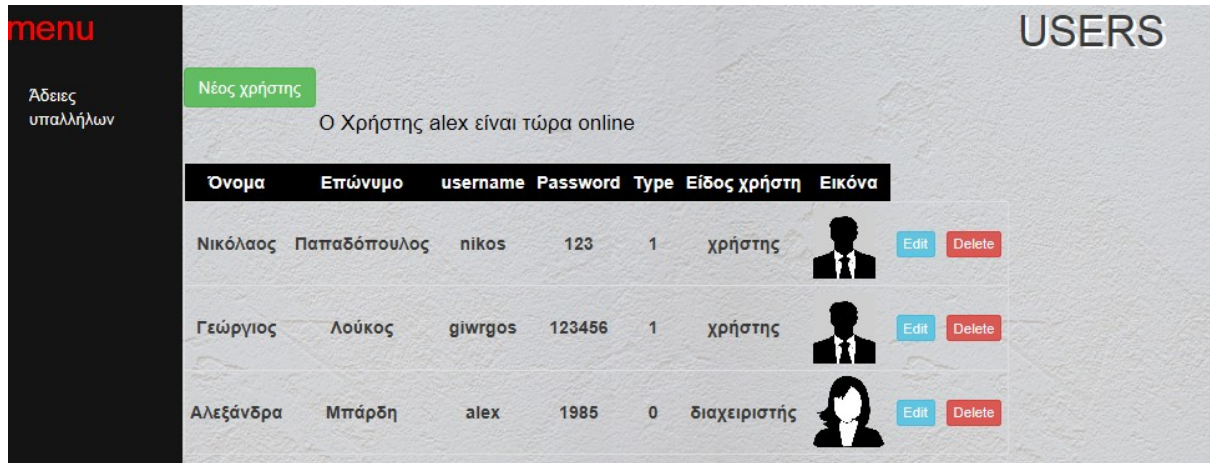 menu
USERS
Άδειες
υπαλλήλων
Νέος χρήστης
Ο Χρήστης alex είναι τώρα online
Όνομα Επώνυμο username Password Type Είδος χρήστη Εικόνα
Νικόλαος Παπαδόπουλος nikos 123 1 χρήστης Edit Delete
Γεώργιος Λούκος giwrgos 123456 1 χρήστης Edit Delete
Αλεξάνδρα Μπάρδη alex 1985 0 διαχειριστής Edit Delete